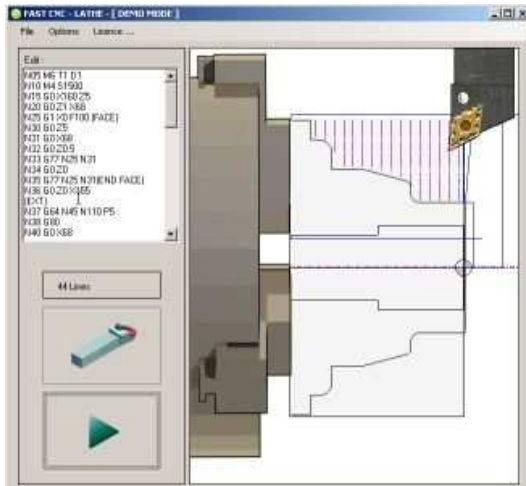 FAST CNC - LATHE - [ DEMO MODE ]
File Options Licence ...
Edit :
N05 M6 T1 D1
N10 M4 S1500
N15 G0 X160 Z5
N20 G0 Z1 X68
N25 G1 X0 F100 (FACE)
N30 G0 Z5
N31 G0 X68
N32 G0 Z0.5
N33 G77 N25 N31
N34 G0 Z0
N35 G77 N25 N31(END FACE)
N36 G0 Z0
(EXT)
N37 G64 N45 N110 P5
N38 G80
N40 G0 X68
44 Lines